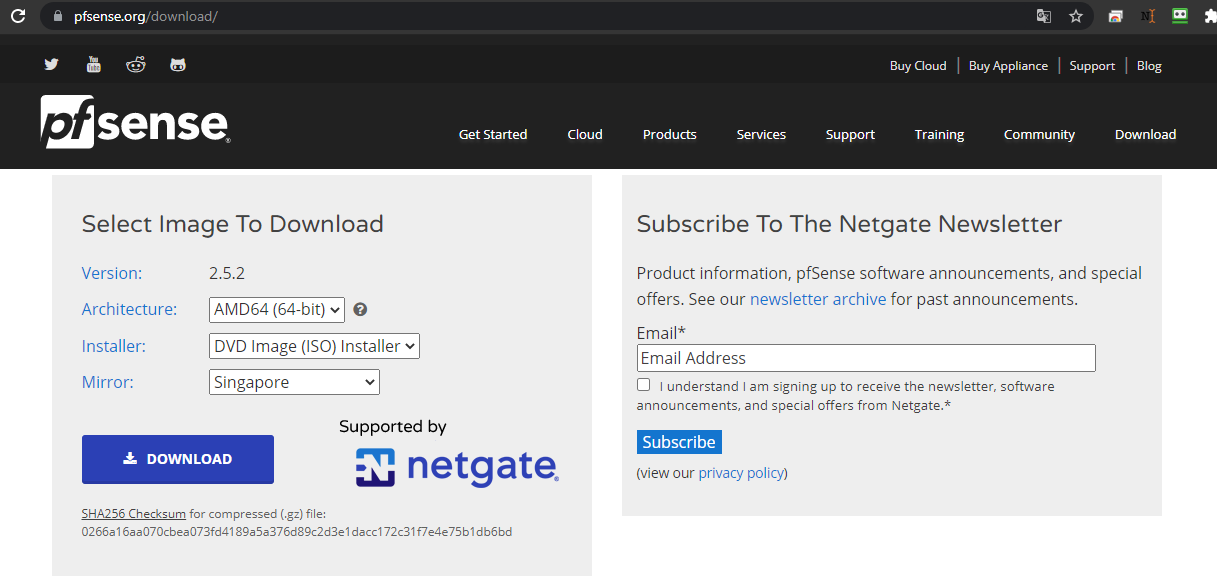 pfsense.org/download/
Buy Cloud | Buy Appliance | Support | Blog
pfsense®
Get Started Cloud Products Services Support Training Community Download
Select Image To Download
Version: 2.5.2
Architecture: AMD64 (64-bit) ?
Installer: DVD Image (ISO) Installer
Mirror: Singapore
DOWNLOAD
Supported by
netgate®
SHA256 Checksum for compressed (.gz) file:
0266a16aa070cbea073fd4189a5a376d89c2d3e1dacc172c31f7e4e75b1db6bd
Subscribe To The Netgate Newsletter
Product information, pfSense software announcements, and special
offers. See our newsletter archive for past announcements.
Email*
Email Address
I understand I am signing up to receive the newsletter, software
announcements, and special offers from Netgate.*
Subscribe
(view our privacy policy)